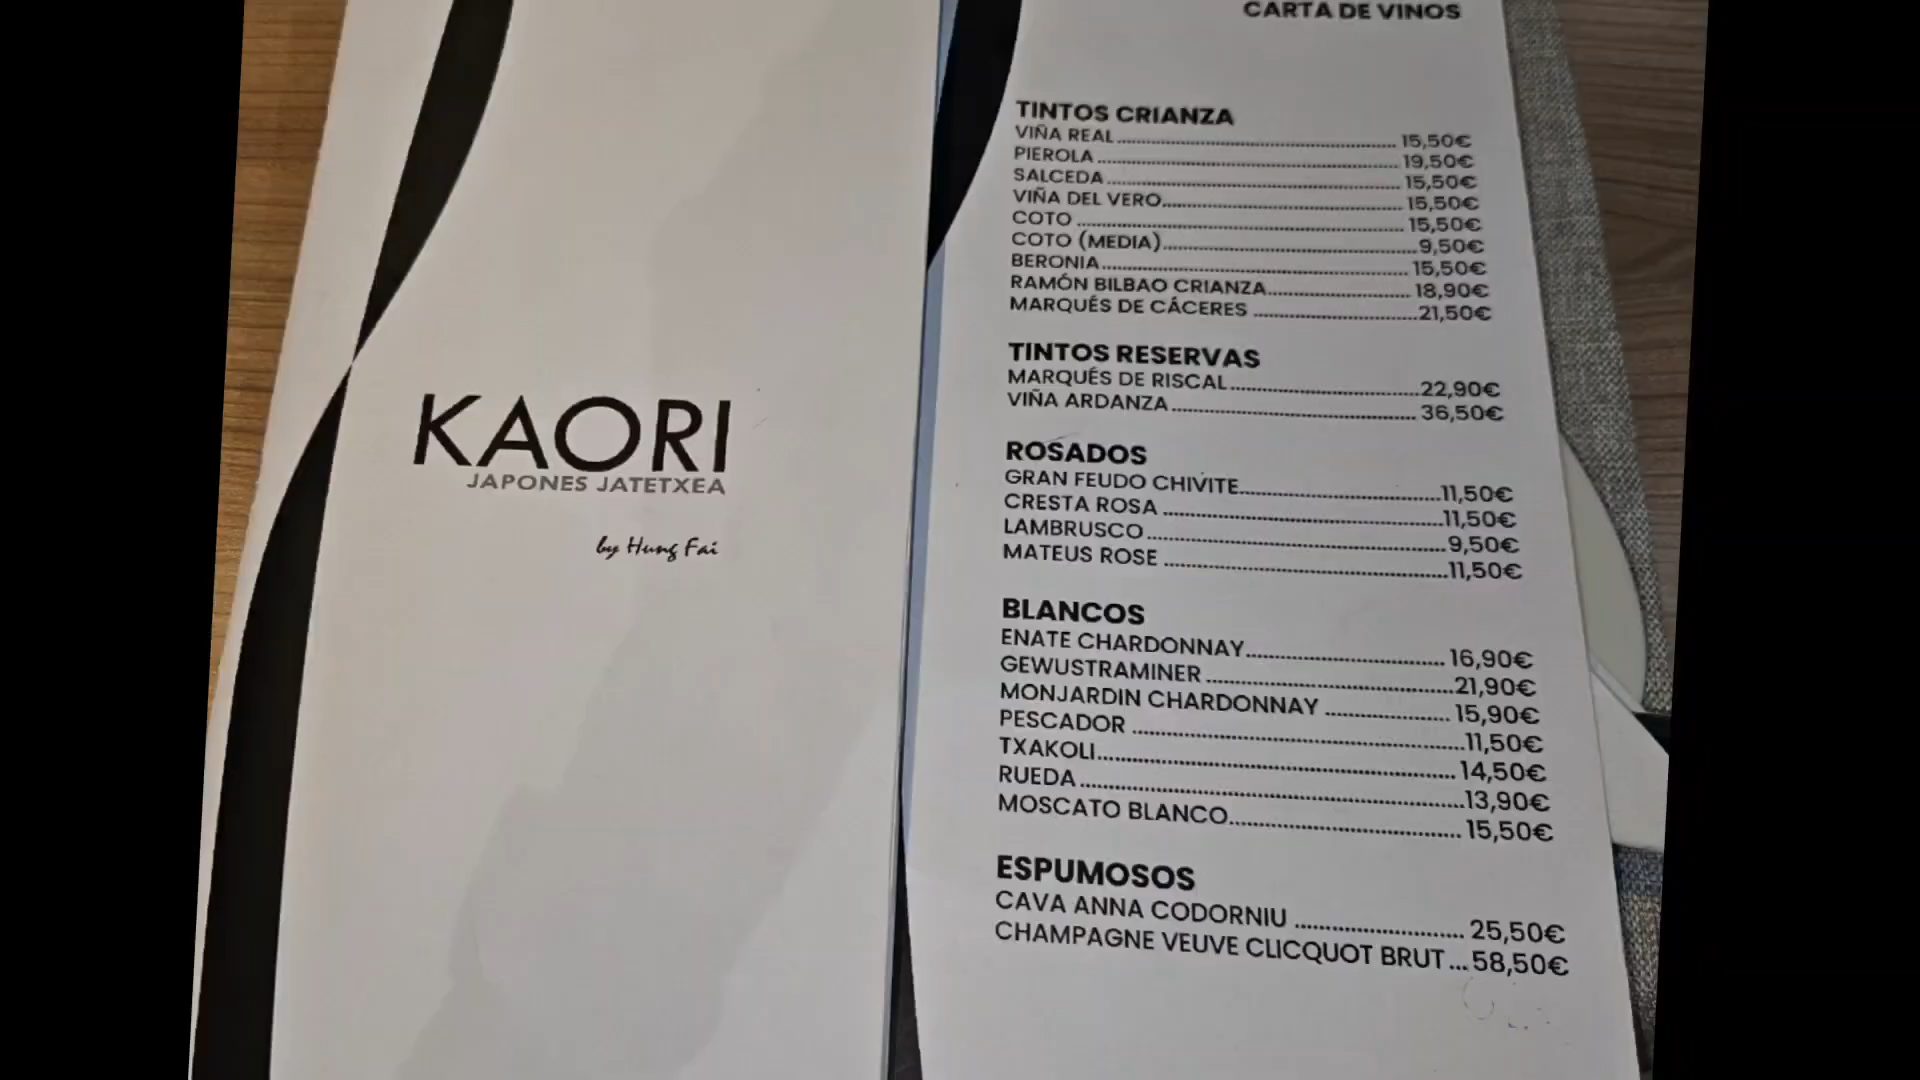 KAORI
JAPONES JATETXEA
by Hung Fai
CARTA DE VINOS
TINTOS CRIANZA
VIÑA REAL 15,50€
PIEROLA 19,50€
SALCEDA 15,50€
VIÑA DEL VERO 15,50€
COTO 15,50€
COTO (MEDIA) 9,50€
BERONIA 15,50€
RAMÓN BILBAO CRIANZA 18,90€
MARQUÉS DE CÁCERES 21,50€
TINTOS RESERVAS
MARQUÉS DE RISCAL 22,90€
VIÑA ARDANZA 36,50€
ROSADOS
GRAN FEUDO CHIVITE 11,50€
CRESTA ROSA 11,50€
LAMBRUSCO 9,50€
MATEUS ROSE 11,50€
BLANCOS
ENATE CHARDONNAY 16,90€
GEWUSTRAMINER 21,90€
MONJARDIN CHARDONNAY 15,90€
PESCADOR 11,50€
TXAKOLI 14,50€
RUEDA 13,90€
MOSCATO BLANCO 15,50€
ESPUMOSOS
CAVA ANNA CODORNIU 25,50€
CHAMPAGNE VEUVE CLICQUOT BRUT 58,50€